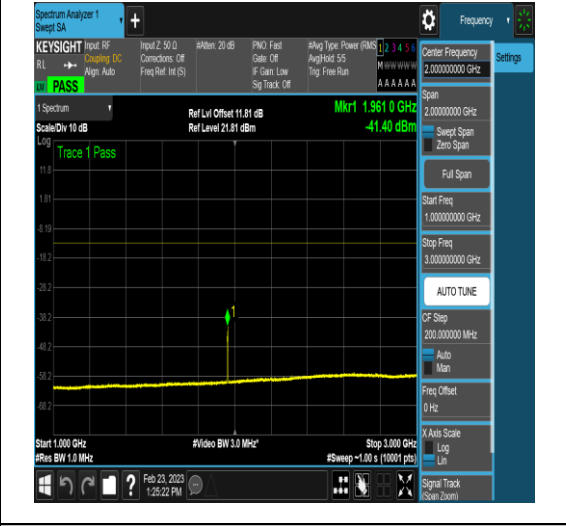 Spectrum Analyzer 1
Swept SA
Frequency
KEYSIGHT
RL
PASS
Input: RF
Coupling: DC
Align: Auto
Input Z: 50 Ω
Corrections: Off
Freq Ref: Int (S)
#Atten: 20 dB
PNO: Fast
Gate: Off
IF Gain: Low
Sig Track: Off
#Avg Type: Power (RMS
Avg|Hold: 5/5
Trig: Free Run
1 2 3 4 5 6
M W W W W W
A A A A A A
1 Spectrum
Scale/Div 10 dB
Ref Lvl Offset 11.81 dB
Ref Level 21.81 dBm
Mkr1 1.961 0 GHz
-41.40 dBm
Log
Trace 1 Pass
11.8
1.81
-8.19
-18.2
-28.2
-38.2
-48.2
-58.2
-68.2
1
Start 1.000 GHz
#Res BW 1.0 MHz
#Video BW 3.0 MHz*
Stop 3.000 GHz
#Sweep ~1.00 s (10001 pts)
Feb 23, 2023
1:25:22 PM
Center Frequency
2.000000000 GHz
Settings
Span
2.00000000 GHz
Swept Span
Zero Span
Full Span
Start Freq
1.000000000 GHz
Stop Freq
3.000000000 GHz
AUTO TUNE
CF Step
200.000000 MHz
Auto
Man
Freq Offset
0 Hz
X Axis Scale
Log
Lin
Signal Track
(Span Zoom)